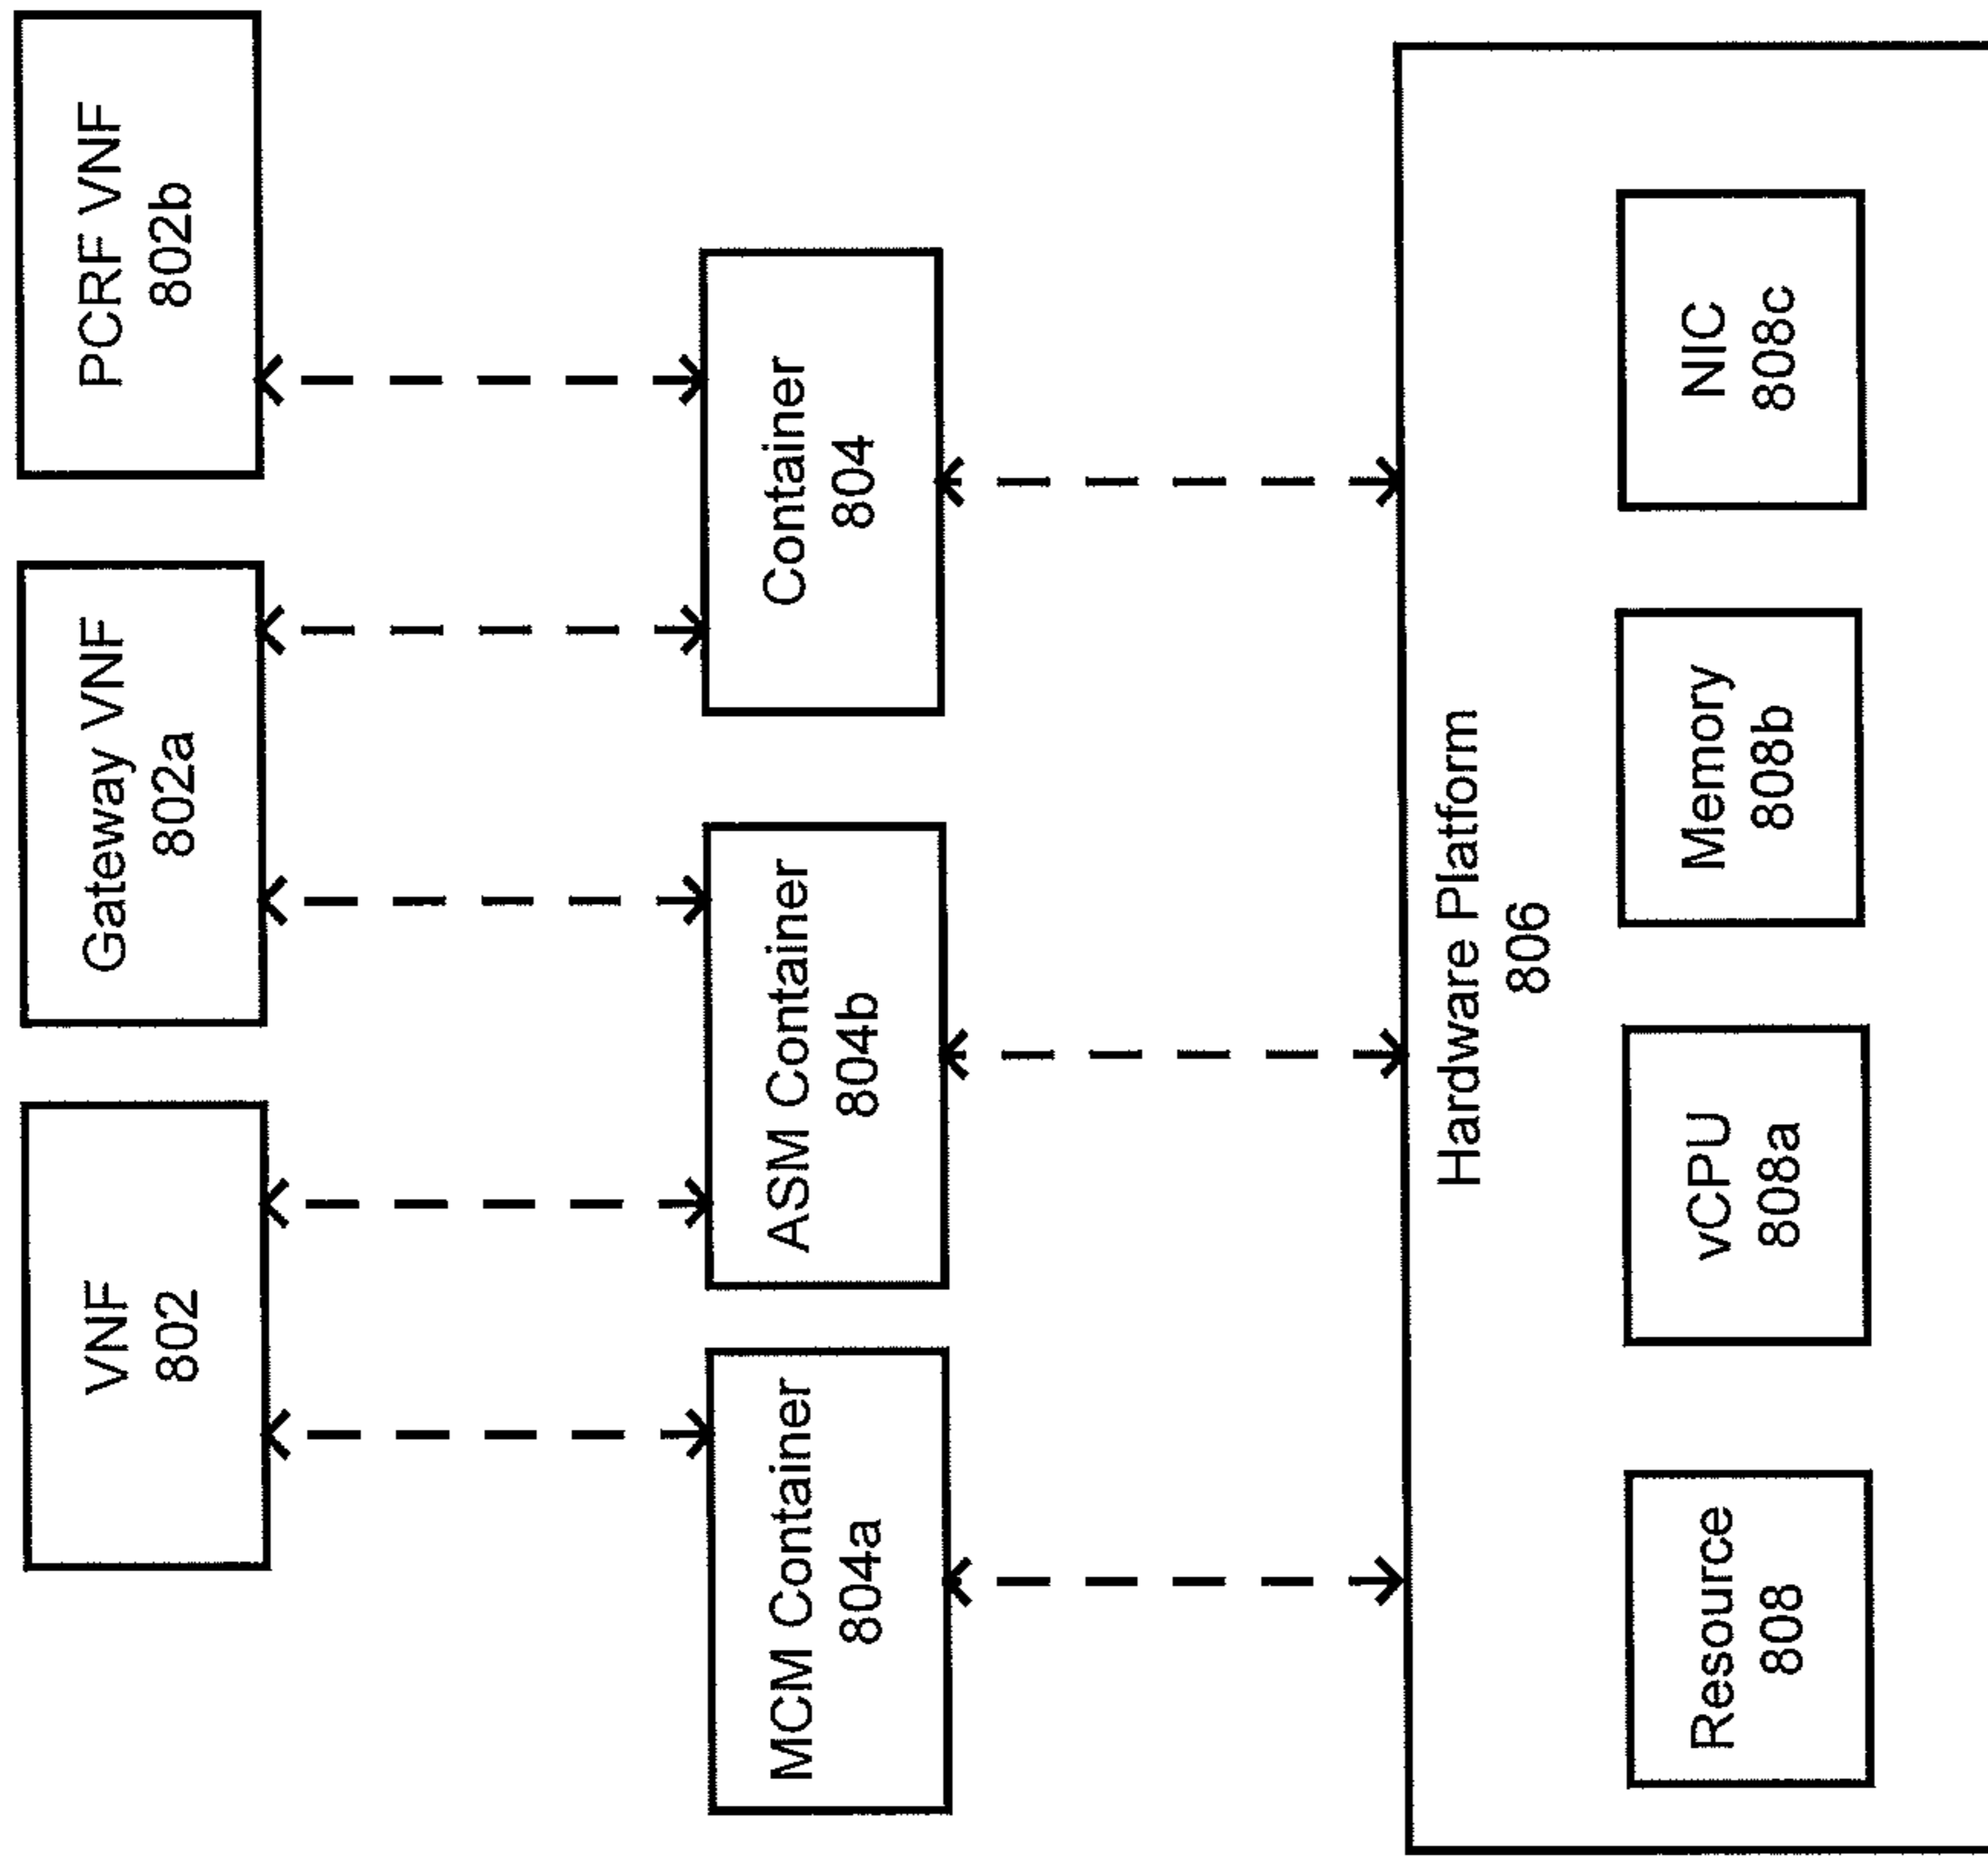 VNF
802
Gateway VNF
802a
PCRF VNF
802b
MCM Container
804a
ASM Container
804b
Container
804
Hardware Platform
806
Resource
808
vCPU
808a
Memory
808b
NIC
808c